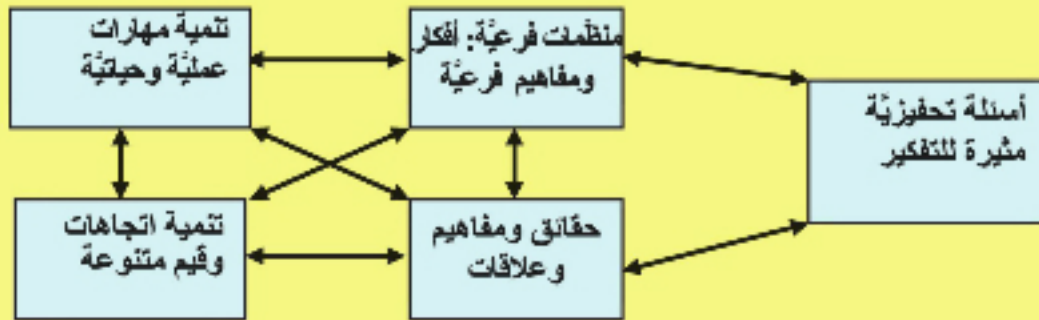 أسئلة تحفيزيَّة
مثيرة للتفكير
منظّمات فرعيَّة: أفكار
ومفاهيم فرعيَّة
تنمية مهارات
عمليَّة وحياتيَّة
حقائق ومفاهيم
وعلاقات
تنمية اتجاهات
وقيم متنوعة